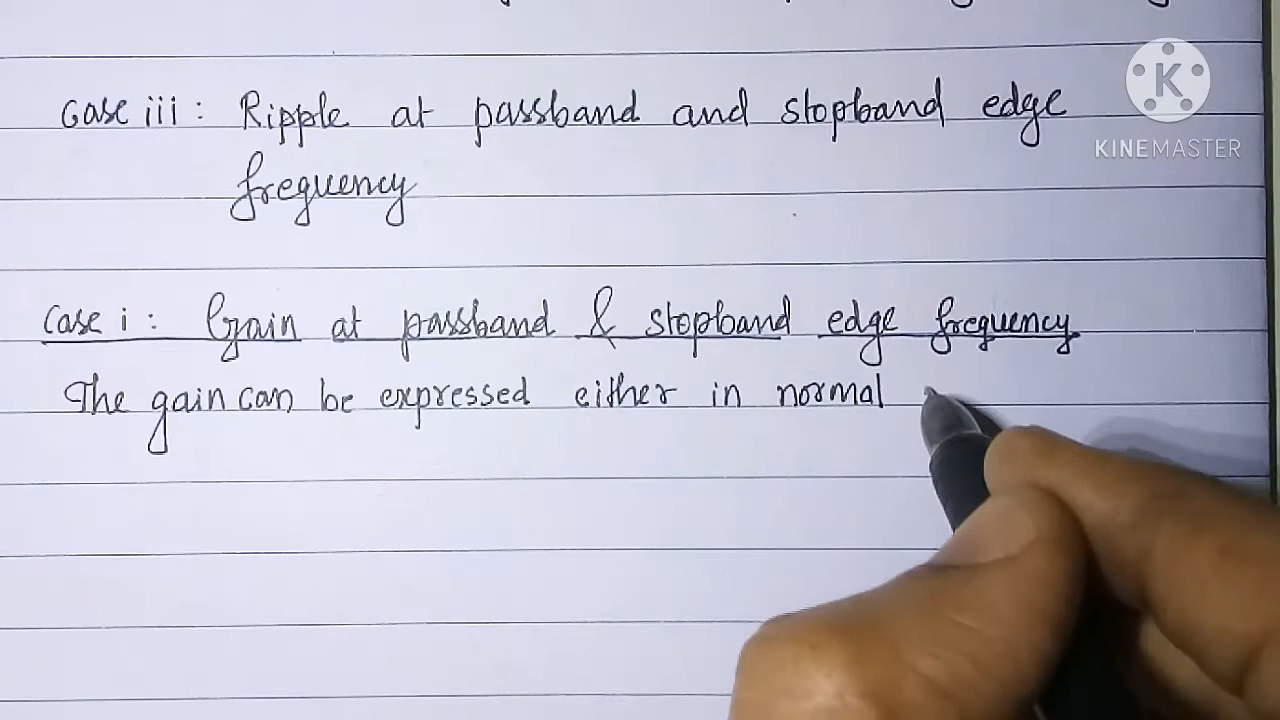 Case iii : Ripple at passband and stopband edge
frequency
K
KINEMASTER
Case i : Gain at passband & stopband edge frequency
The gain can be expressed either in normal